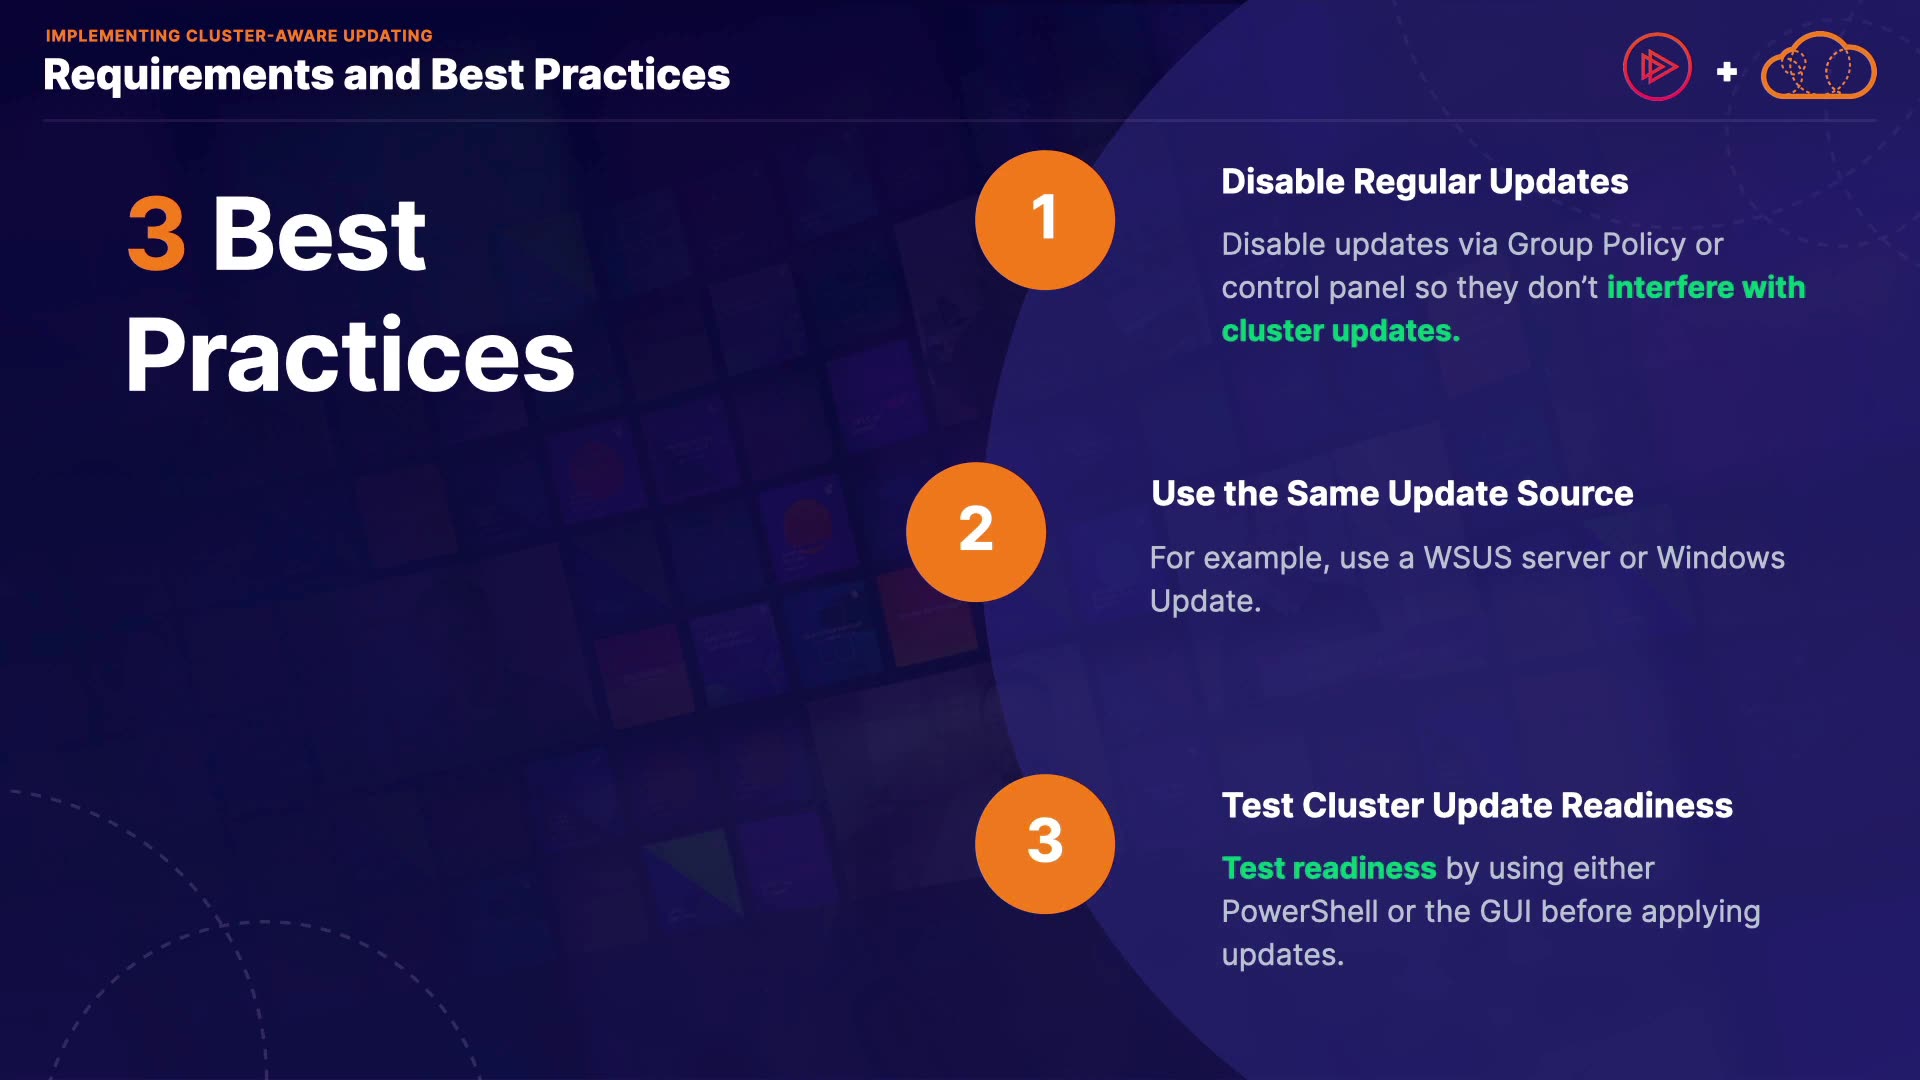 IMPLEMENTING CLUSTER-AWARE UPDATING
Requirements and Best Practices
+
3 Best
Practices
1
Disable Regular Updates
Disable updates via Group Policy or
control panel so they don’t interfere with
cluster updates.
2
Use the Same Update Source
For example, use a WSUS server or Windows
Update.
3
Test Cluster Update Readiness
Test readiness by using either
PowerShell or the GUI before applying
updates.